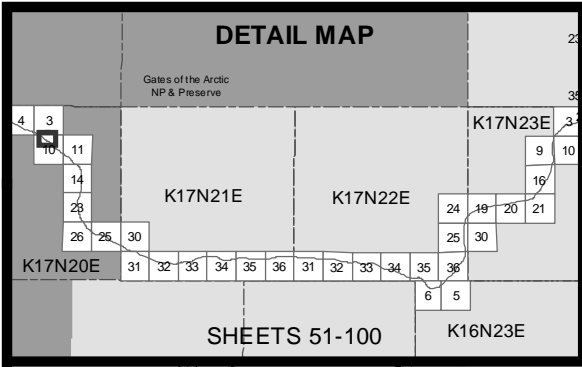 DETAIL MAP
23
Gates of the Arctic
NP & Preserve
35
4 3
K17N23E 3
10 11
9 10
14
16
K17N21E K17N22E
23
24 19 20 21
26 25 30
25 30
K17N20E
31 32 33 34 35 36 31 32 33 34 35 36
6 5
SHEETS 51-100
K16N23E